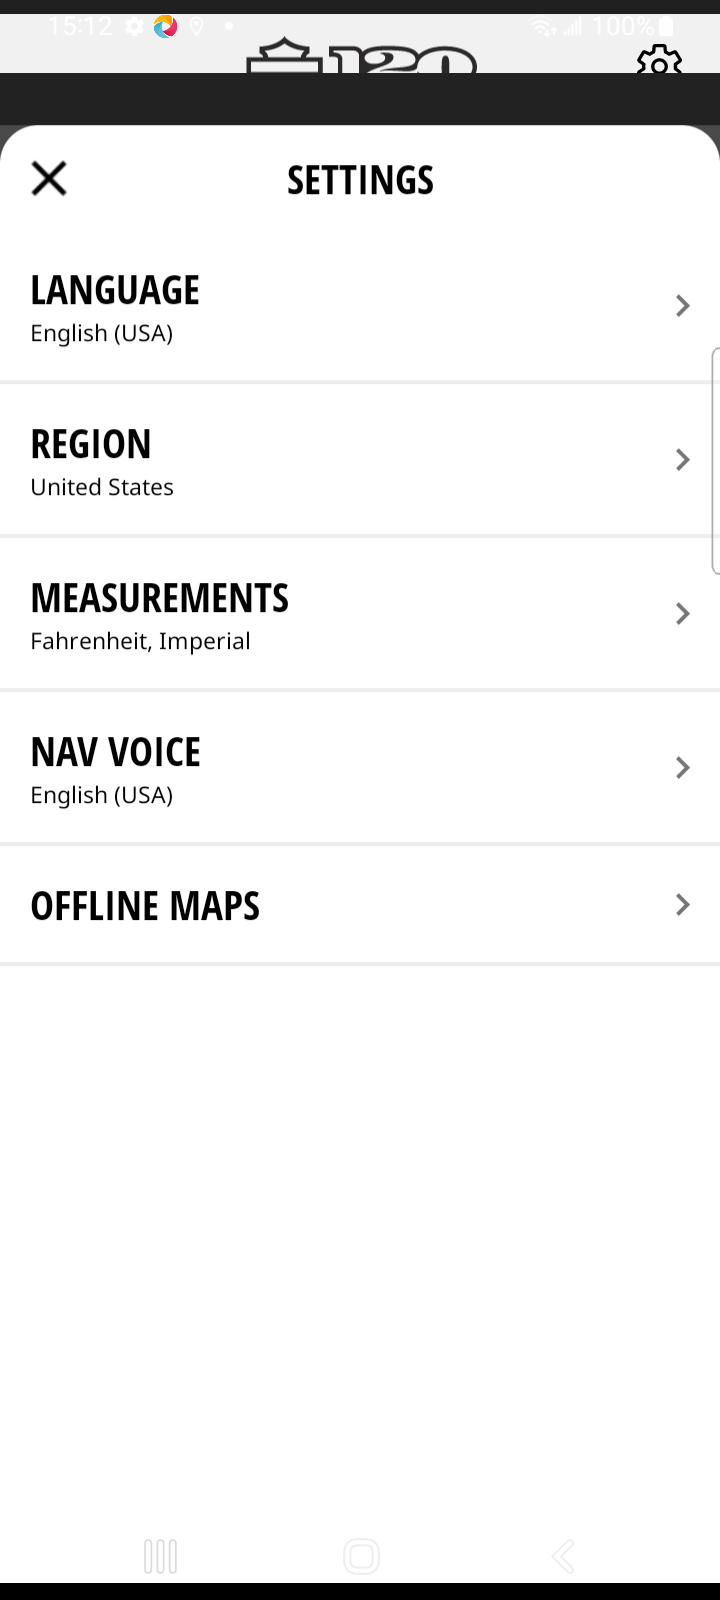 15:12
100%
120
SETTINGS
LANGUAGE
English (USA)
REGION
United States
MEASUREMENTS
Fahrenheit, Imperial
NAV VOICE
English (USA)
OFFLINE MAPS